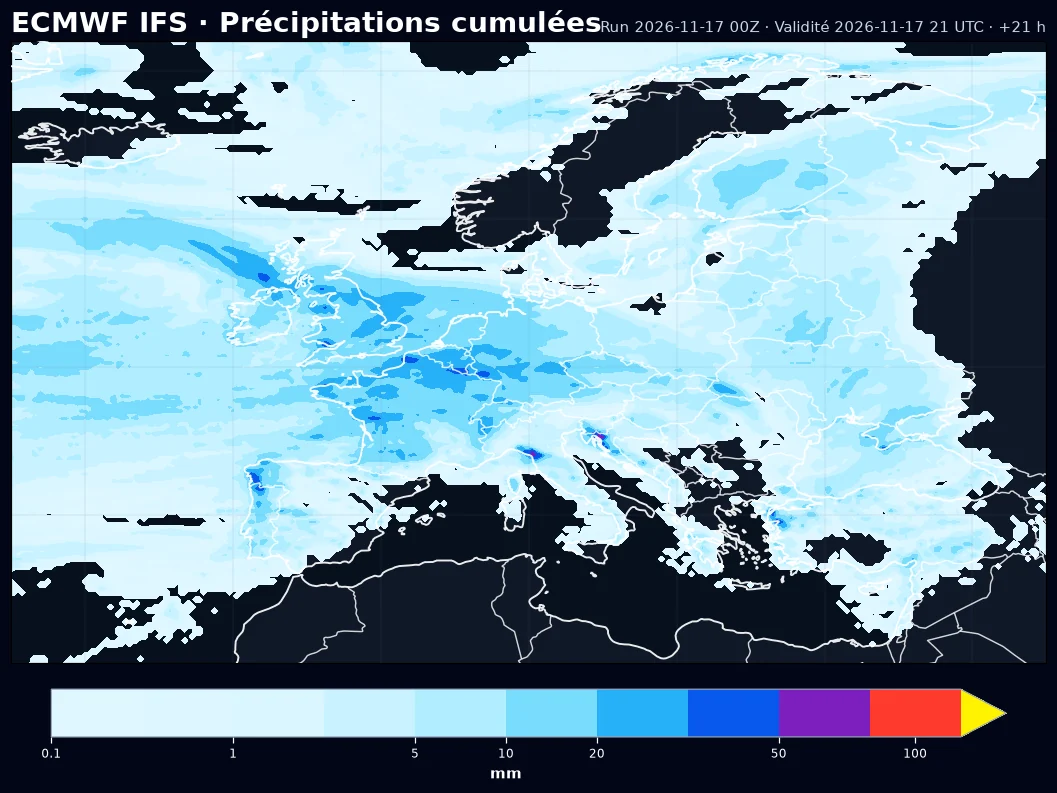 ECMWF IFS · Précipitations cumulées
Run 2026-11-17 00Z · Validité 2026-11-17 21 UTC · +21 h
0.1 1 5 10 20 50 100
mm